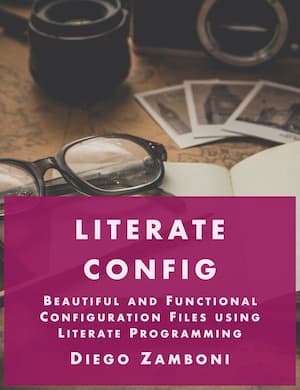 LITERATE
CONFIG
BEAUTIFUL AND FUNCTIONAL
CONFIGURATION FILES USING
LITERATE PROGRAMMING
DIEGO ZAMBONI